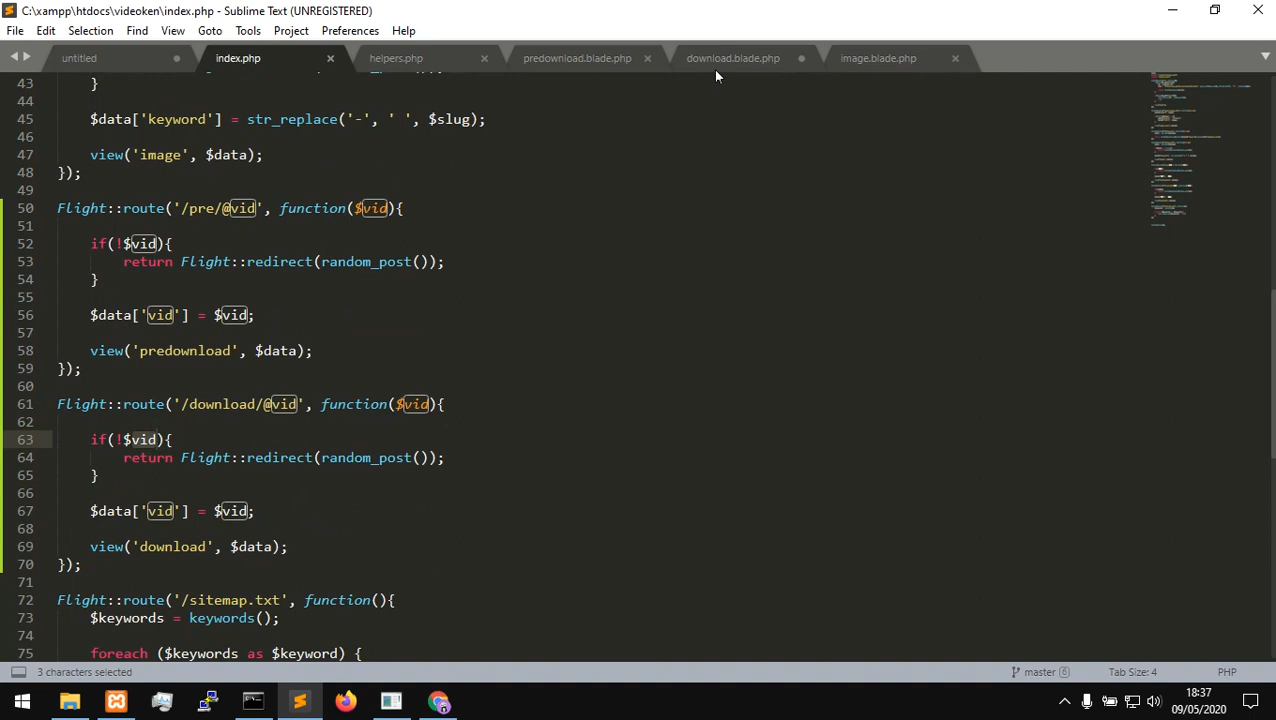 C:\xampp\htdocs\videoken\index.php - Sublime Text (UNREGISTERED)
File Edit Selection Find View Goto Tools Project Preferences Help
untitled index.php helpers.php predownload.blade.php download.blade.php image.blade.php
43 }
44
45 $data['keyword'] = str_replace('-', ' ', $slug);
46
47 view('image', $data);
48 });
49
50 Flight::route('/pre/@vid', function($vid){
51
52 if(!$vid){
53 return Flight::redirect(random_post());
54 }
55
56 $data['vid'] = $vid;
57
58 view('predownload', $data);
59 });
60
61 Flight::route('/download/@vid', function($vid){
62
63 if(!$vid){
64 return Flight::redirect(random_post());
65 }
66
67 $data['vid'] = $vid;
68
69 view('download', $data);
70 });
71
72 Flight::route('/sitemap.txt', function(){
73 $keywords = keywords();
74
75 foreach ($keywords as $keyword) {
3 characters selected master 6 Tab Size: 4 PHP
18:37
09/05/2020